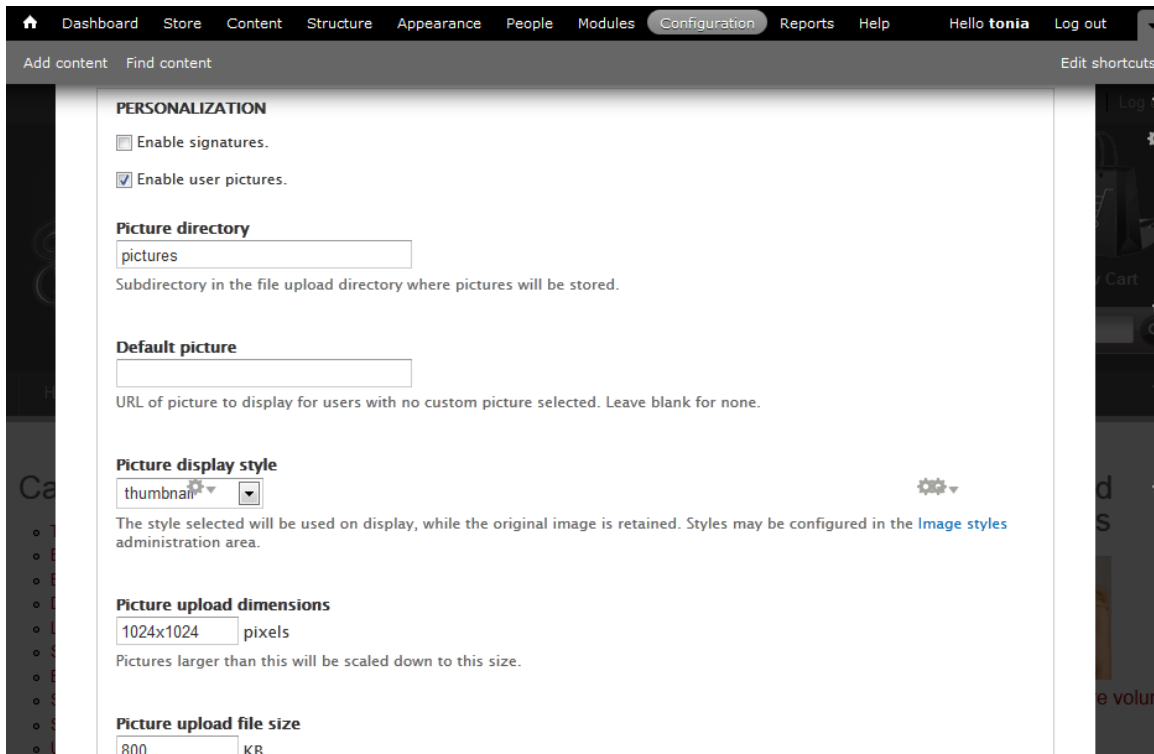 Dashboard Store Content Structure Appearance People Modules Configuration Reports Help Hello tonia Log out
Add content Find content Edit shortcuts
PERSONALIZATION
Log
Enable signatures.
Enable user pictures.
Picture directory
pictures
Cart
Subdirectory in the file upload directory where pictures will be stored.
Default picture
URL of picture to display for users with no custom picture selected. Leave blank for none.
Picture display style
thumbnail
The style selected will be used on display, while the original image is retained. Styles may be configured in the Image styles
administration area.
Picture upload dimensions
1024x1024 pixels
Pictures larger than this will be scaled down to this size.
Picture upload file size
800 KB